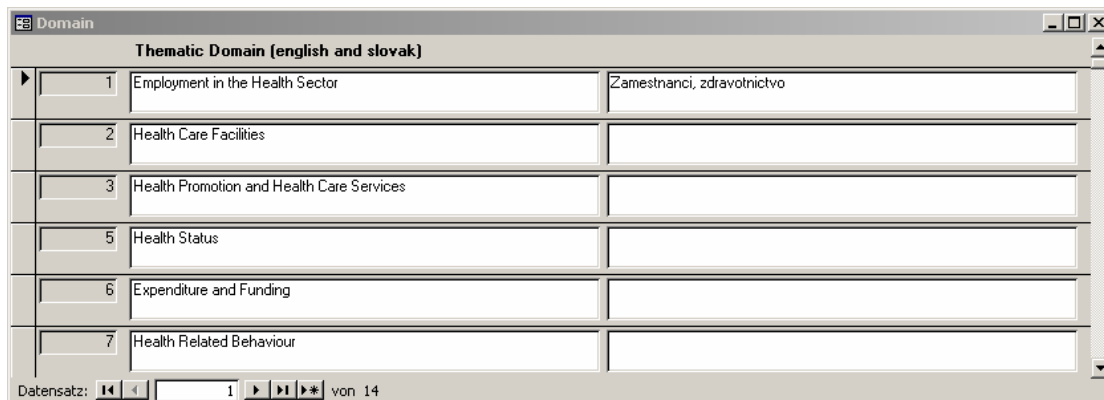 Domain
Thematic Domain (english and slovak)
1 Employment in the Health Sector Zamestnanci, zdravotnictvo
2 Health Care Facilities
3 Health Promotion and Health Care Services
5 Health Status
6 Expenditure and Funding
7 Health Related Behaviour
Datensatz: 1 von 14